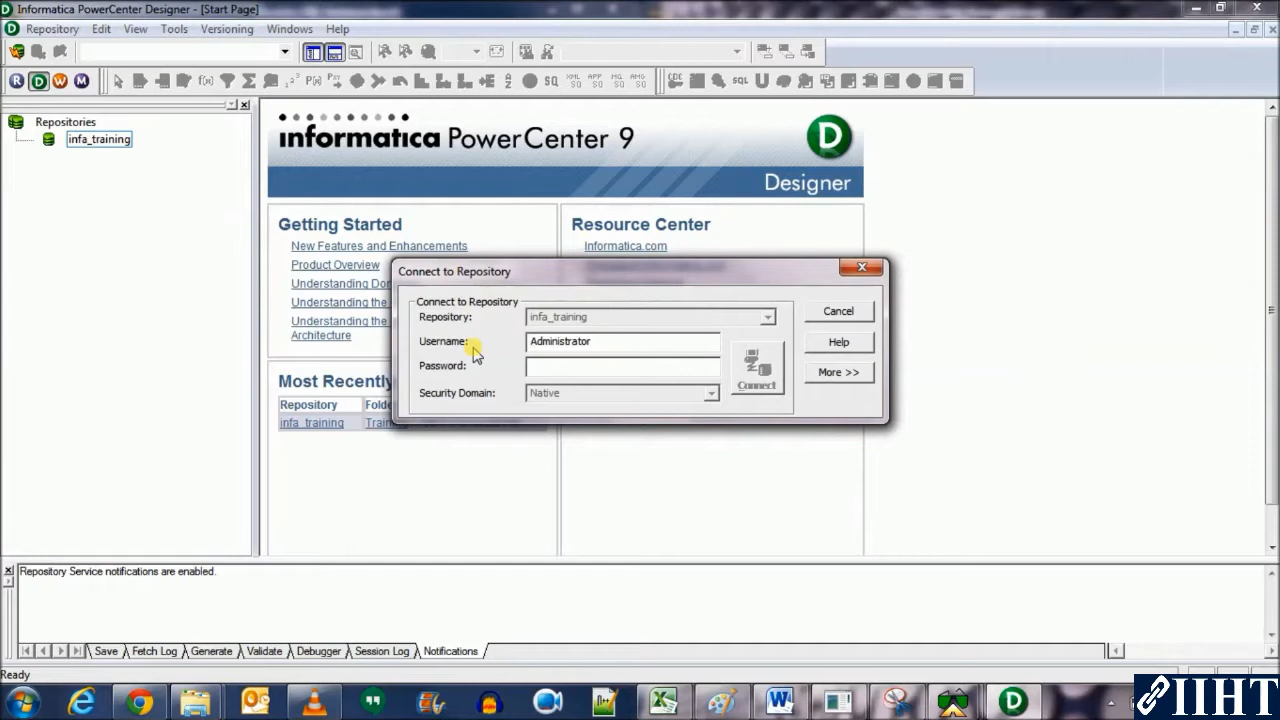 Informatica PowerCenter Designer - [Start Page]
Repository Edit View Tools Versioning Windows Help
R D W M
Repositories
infa_training
informatica PowerCenter 9
D
Designer
Getting Started
Resource Center
New Features and Enhancements
Informatica.com
Product Overview
Understanding
Understanding the
Understanding the
Architecture
Most Recently
Repository
infa_training
Connect to Repository
Connect to Repository
Repository: infa_training
Username: Administrator
Password:
Security Domain: Native
Connect
Cancel
Help
More >>
Repository Service notifications are enabled.
Save Fetch Log Generate Validate Debugger Session Log Notifications
Ready
IIHT